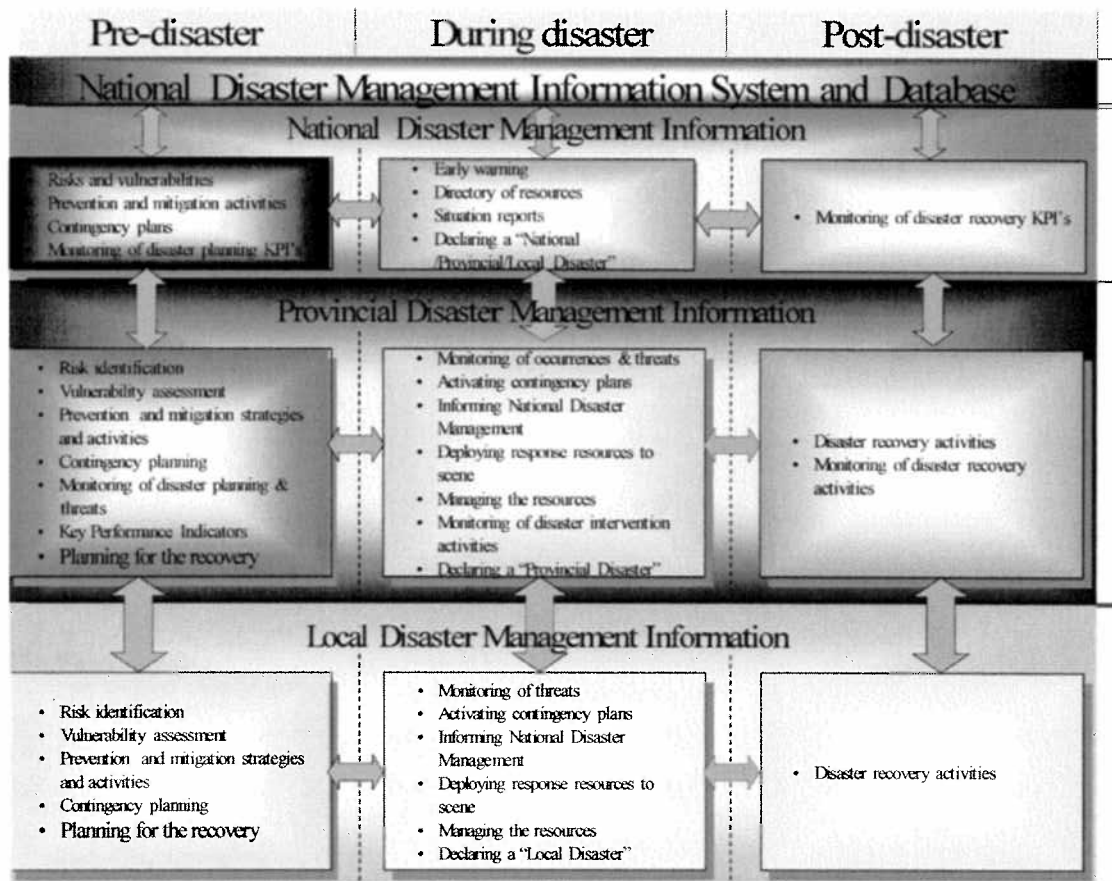 Pre-disaster
During disaster
Post-disaster
National Disaster Management Information System and Database
National Disaster Management Information
Risks and vulnerabilities
Prevention and mitigation activities
Contingency plans
Monitoring of disaster planning KPI's
• Early warning
• Directory of resources
• Situation reports
• Declaring a "National
/Provincial/Local Disaster"
• Monitoring of disaster recovery KPI's
Provincial Disaster Management Information
• Risk identification
• Vulnerability assessment
• Prevention and mitigation strategies
and activities
• Contingency planning
• Monitoring of disaster planning &
threats
• Key Performance Indicators
• Planning for the recovery
• Monitoring of occurrences & threats
• Activating contingency plans
• Informing National Disaster
Management
• Deploying response resources to
scene
• Managing the resources
• Monitoring of disaster intervention
activities
• Declaring a "Provincial Disaster"
• Disaster recovery activities
• Monitoring of disaster recovery
activities
Local Disaster Management Information
• Risk identification
• Vulnerability assessment
• Prevention and mitigation strategies
and activities
• Contingency planning
• Planning for the recovery
• Monitoring of threats
• Activating contingency plans
• Informing National Disaster
Management
• Deploying response resources to
scene
• Managing the resources
• Declaring a "Local Disaster"
• Disaster recovery activities